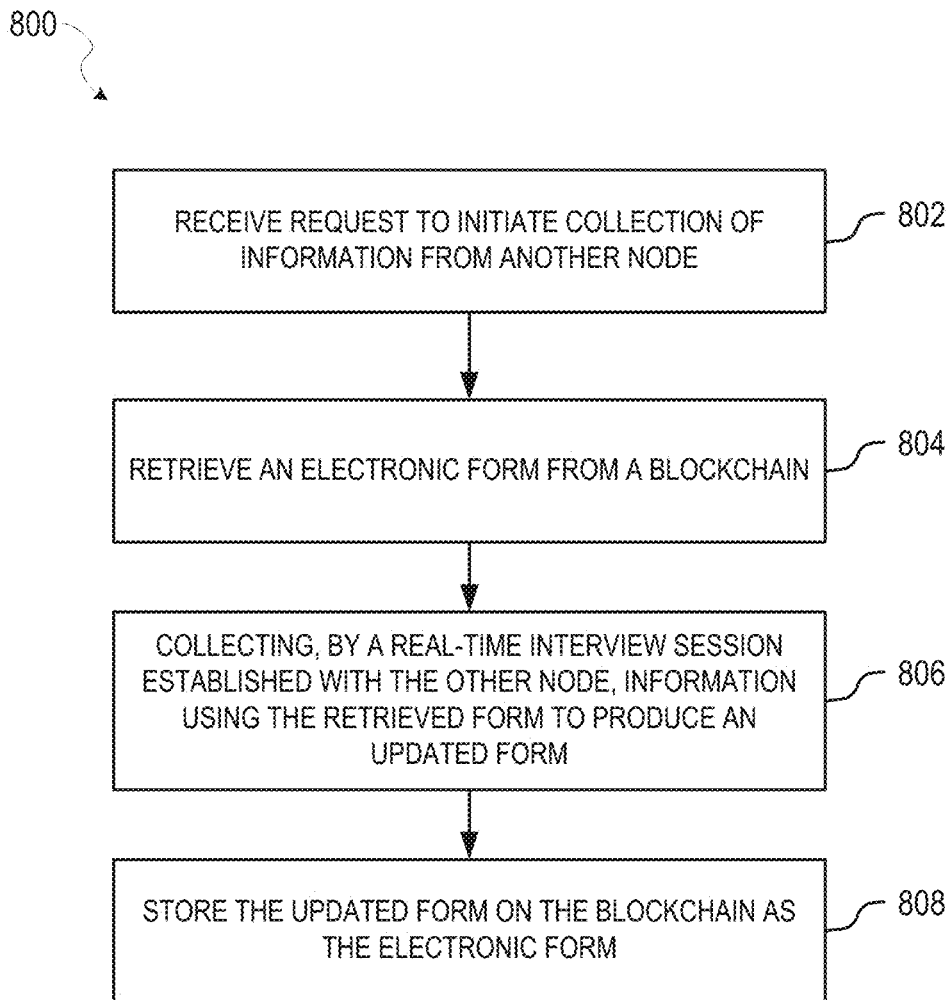 800
RECEIVE REQUEST TO INITIATE COLLECTION OF
INFORMATION FROM ANOTHER NODE
802
RETRIEVE AN ELECTRONIC FORM FROM A BLOCKCHAIN
804
COLLECTING, BY A REAL-TIME INTERVIEW SESSION
ESTABLISHED WITH THE OTHER NODE, INFORMATION
USING THE RETRIEVED FORM TO PRODUCE AN
UPDATED FORM
806
STORE THE UPDATED FORM ON THE BLOCKCHAIN AS
THE ELECTRONIC FORM
808